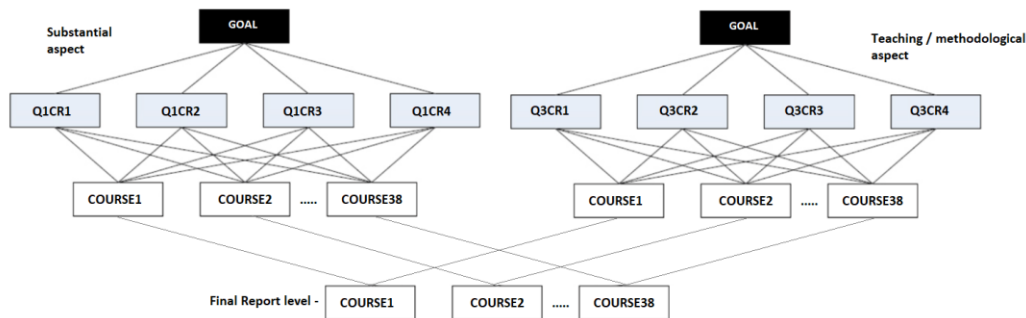 GOAL
Substantial
aspect
Q1CR1 Q1CR2 Q1CR3 Q1CR4
COURSE1 COURSE2 ..... COURSE38
GOAL
Teaching / methodological
aspect
Q3CR1 Q3CR2 Q3CR3 Q3CR4
COURSE1 COURSE2 ..... COURSE38
Final Report level - COURSE1 COURSE2 ..... COURSE38